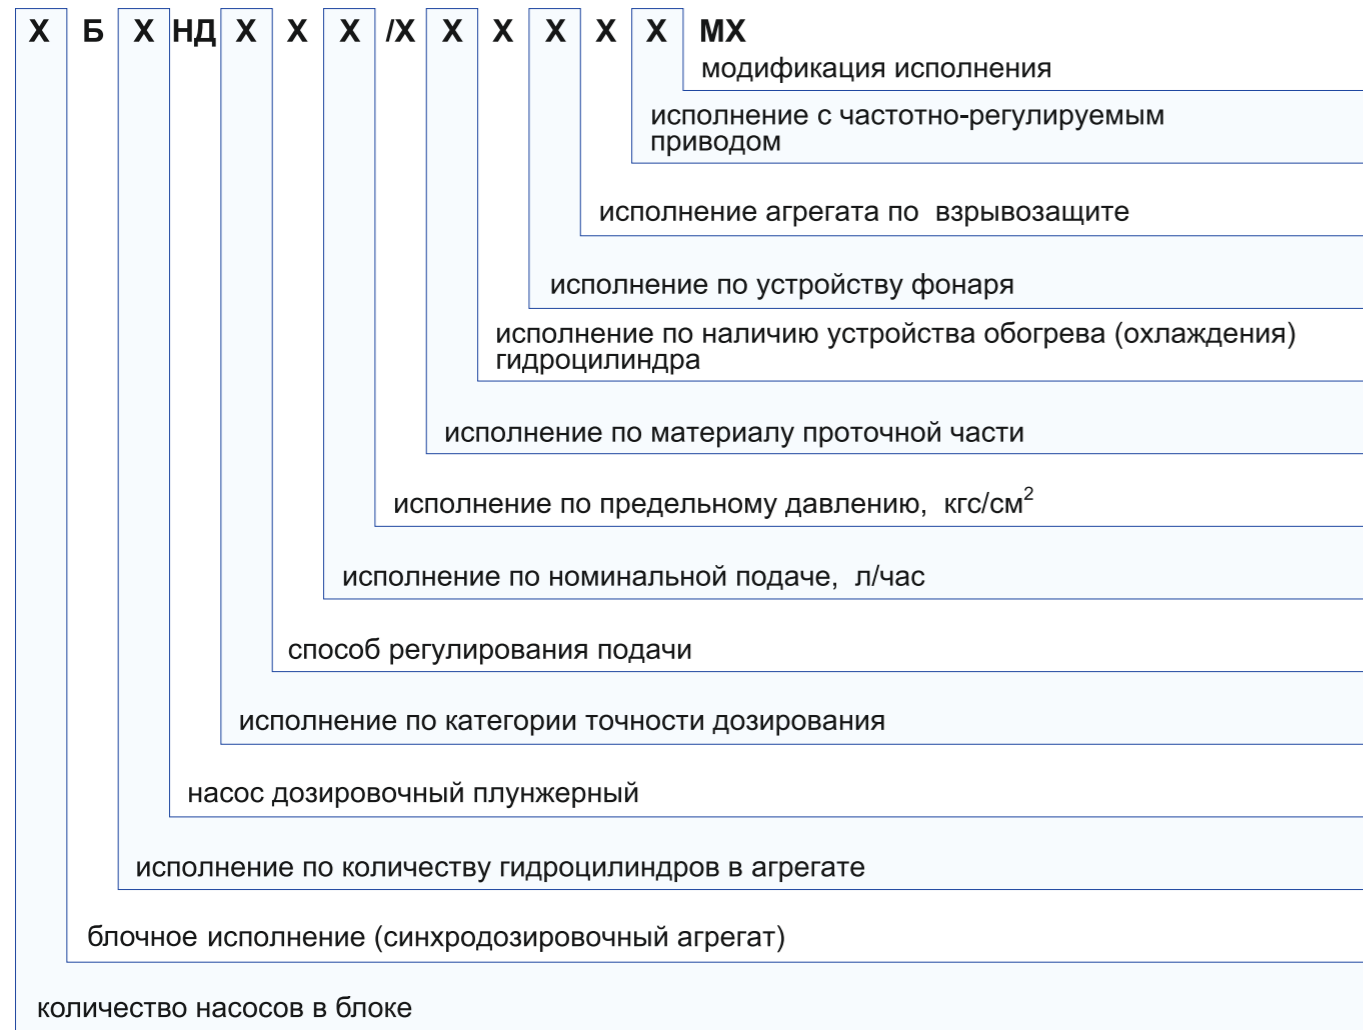 Х Б Х НД Х Х Х /Х Х Х Х Х Х МХ
модификация исполнения
исполнение с частотно-регулируемым
приводом
исполнение агрегата по взрывозащите
исполнение по устройству фонаря
исполнение по наличию устройства обогрева (охлаждения)
гидроцилиндра
исполнение по материалу проточной части
исполнение по предельному давлению, кгс/см²
исполнение по номинальной подаче, л/час
способ регулирования подачи
исполнение по категории точности дозирования
насос дозировочный плунжерный
исполнение по количеству гидроцилиндров в агрегате
блочное исполнение (синхродозировочный агрегат)
количество насосов в блоке